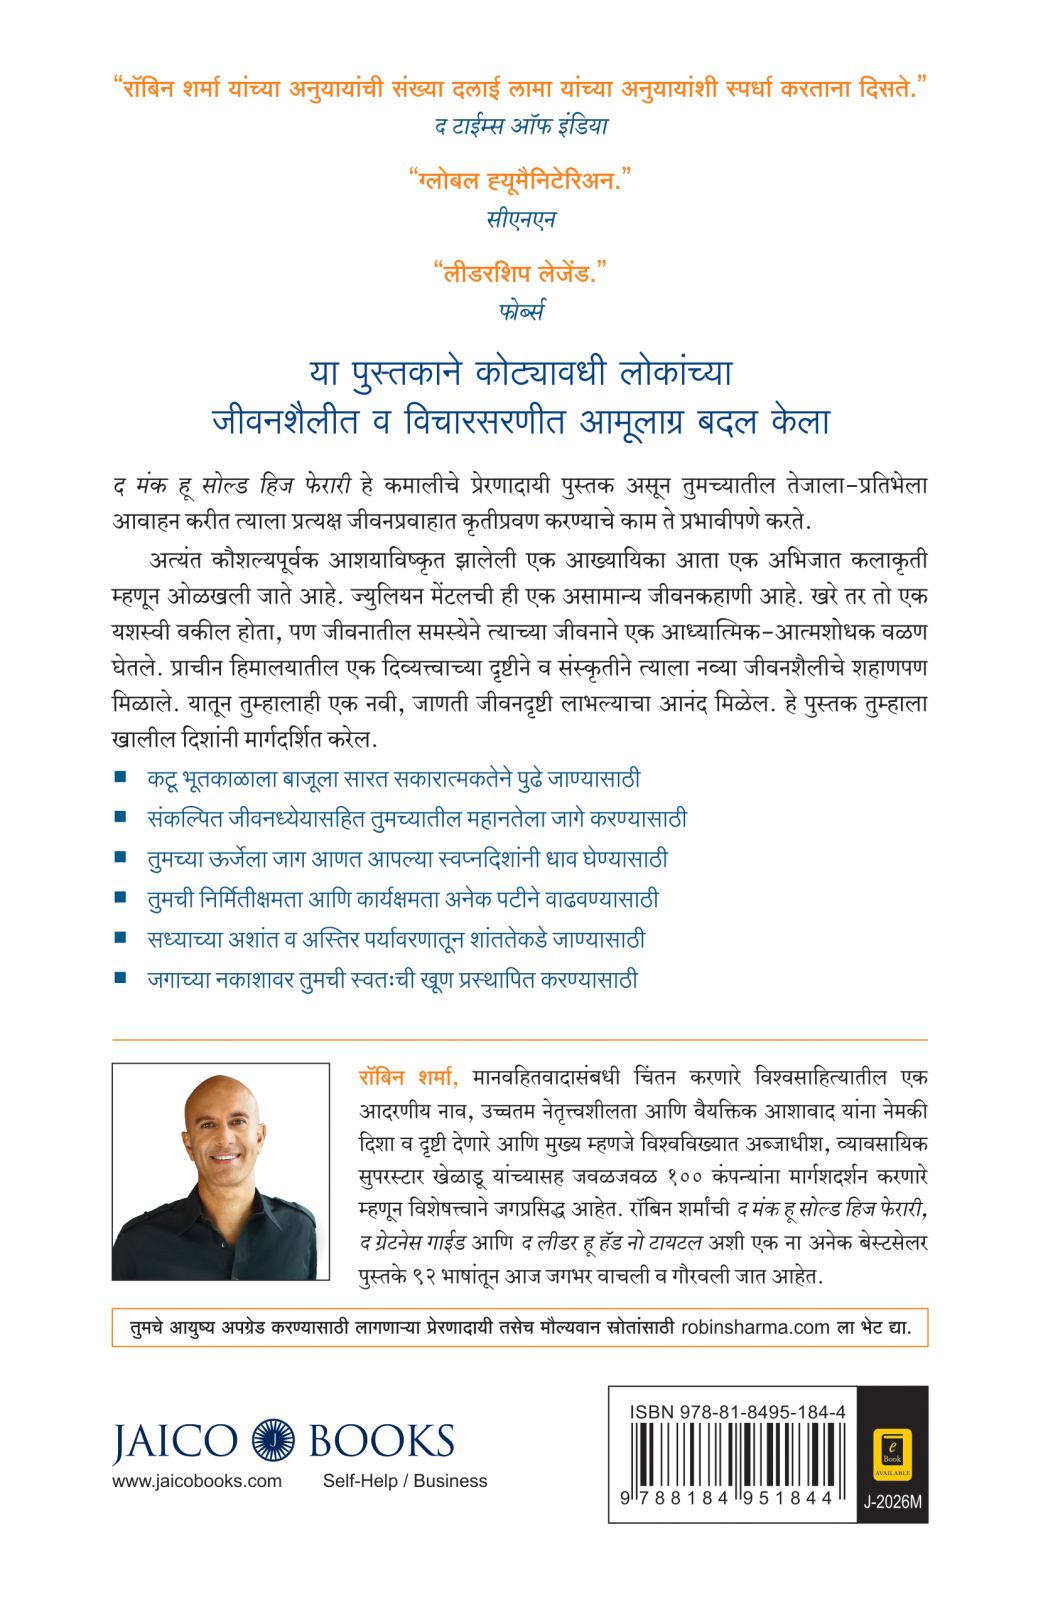 “रॉबिन शर्मा यांच्या अनुयायांची संख्या दलाई लामा यांच्या अनुयायांशी स्पर्धा करताना दिसते.”
द टाईम्स ऑफ इंडिया
“ग्लोबल ह्यूमैनिटेरिअन.”
सीएनएन
“लीडरशिप लेजेंड.”
फोर्ब्स
या पुस्तकाने कोट्यावधी लोकांच्या
जीवनशैलीत व विचारसरणीत आमूलाग्र बदल केला
द मंक हू सोल्ड हिज फेरारी हे कमालीचे प्रेरणादायी पुस्तक असून तुमच्यातील तेजाला-प्रतिभेला
आवाहन करीत त्याला प्रत्यक्ष जीवनप्रवाहात कृतीप्रवण करण्याचे काम ते प्रभावीपणे करते.
अत्यंत कौशल्यपूर्वक आशयाविष्कृत झालेली एक आख्यायिका आता एक अभिजात कलाकृती
म्हणून ओळखली जाते आहे. ज्युलियन मेंटलची ही एक असामान्य जीवनकहाणी आहे. खरे तर तो एक
यशस्वी वकील होता, पण जीवनातील समस्येने त्याच्या जीवनाने एक आध्यात्मिक-आत्मशोधक वळण
घेतले. प्राचीन हिमालयातील एक दिव्यत्त्वाच्या दृष्टीने व संस्कृतीने त्याला नव्या जीवनशैलीचे शहाणपण
मिळाले. यातून तुम्हालाही एक नवी, जाणती जीवनदृष्टी लाभल्याचा आनंद मिळेल. हे पुस्तक तुम्हाला
खालील दिशांनी मार्गदर्शित करेल.
■ कटू भूतकाळाला बाजूला सारत सकारात्मकतेने पुढे जाण्यासाठी
■ संकल्पित जीवनध्येयासहित तुमच्यातील महानतेला जागे करण्यासाठी
■ तुमच्या ऊर्जेला जाग आणत आपल्या स्वप्नदिशांनी धाव घेण्यासाठी
■ तुमची निर्मितीक्षमता आणि कार्यक्षमता अनेक पटीने वाढवण्यासाठी
■ सध्याच्या अशांत व अस्तिर पर्यावरणातून शांततेकडे जाण्यासाठी
■ जगाच्या नकाशावर तुमची स्वतःची खूण प्रस्थापित करण्यासाठी
रॉबिन शर्मा, मानवहितवादासंबधी चिंतन करणारे विश्वसाहित्यातील एक
आदरणीय नाव, उच्चतम नेतृत्त्वशीलता आणि वैयक्तिक आशावाद यांना नेमकी
दिशा व दृष्टी देणारे आणि मुख्य म्हणजे विश्वविख्यात अब्जाधीश, व्यावसायिक
सुपरस्टार खेळाडू यांच्यासह जवळजवळ १०० कंपन्यांना मार्गशदर्शन करणारे
म्हणून विशेषत्त्वाने जगप्रसिद्ध आहेत. रॉबिन शर्मांची द मंक हू सोल्ड हिज फेरारी,
द ग्रेटनेस गाईड आणि द लीडर हू हॅड नो टायटल अशी एक ना अनेक बेस्टसेलर
पुस्तके ९२ भाषांतून आज जगभर वाचली व गौरवली जात आहेत.
तुमचे आयुष्य अपग्रेड करण्यासाठी लागणाऱ्या प्रेरणादायी तसेच मौल्यवान स्रोतांसाठी robinsharma.com ला भेट द्या.
JAICO J BOOKS
www.jaicobooks.com Self-Help / Business
ISBN 978-81-8495-184-4
9 788184 951844
e
Book
AVAILABLE
J-2026M